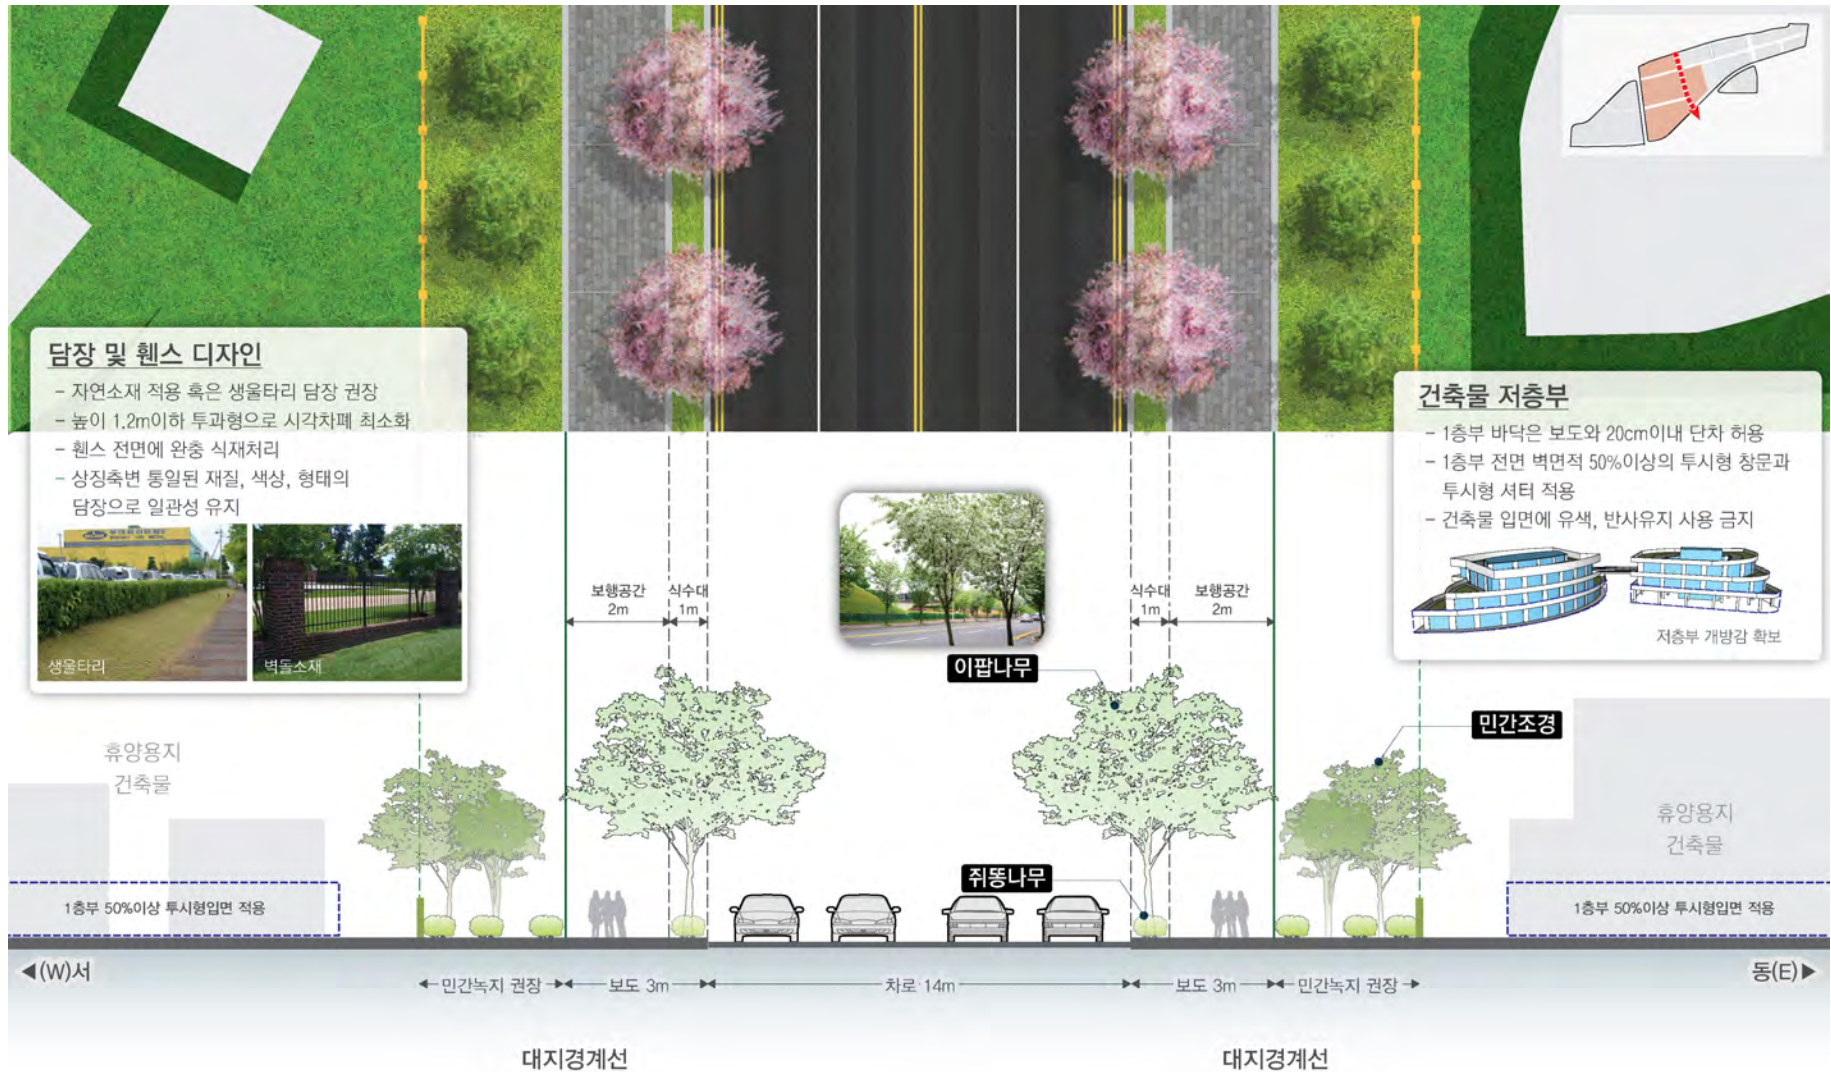 담장 및 휀스 디자인
- 자연소재 적용 혹은 생울타리 담장 권장
- 높이 1.2m이하 투과형으로 시각차폐 최소화
- 휀스 전면에 완충 식재처리
- 상징축변 통일된 재질, 색상, 형태의
담장으로 일관성 유지
생울타리
벽돌소재
건축물 저층부
- 1층부 바닥은 보도와 20cm이내 단차 허용
- 1층부 전면 벽면적 50%이상의 투시형 창문과
투시형 셔터 적용
- 건축물 입면에 유색, 반사유지 사용 금지
저층부 개방감 확보
보행공간
2m
식수대
1m
식수대
1m
보행공간
2m
이팝나무
민간조경
쥐똥나무
휴양용지
건축물
휴양용지
건축물
1층부 50%이상 투시형입면 적용
1층부 50%이상 투시형입면 적용
◀(W)서
동(E)▶
민간녹지 권장
보도 3m
차로 14m
보도 3m
민간녹지 권장
대지경계선
대지경계선